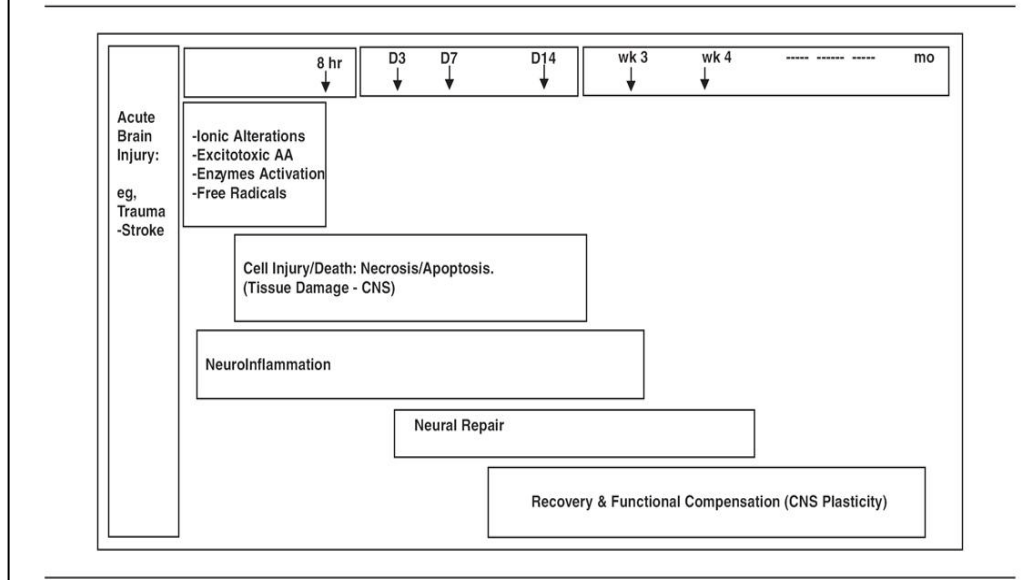 8 hr
D3 D7 D14
wk 3 wk 4 ----- ------ ----- mo
Acute
Brain
Injury:
eg,
Trauma
-Stroke
-Ionic Alterations
-Excitotoxic AA
-Enzymes Activation
-Free Radicals
Cell Injury/Death: Necrosis/Apoptosis.
(Tissue Damage - CNS)
NeuroInflammation
Neural Repair
Recovery & Functional Compensation (CNS Plasticity)